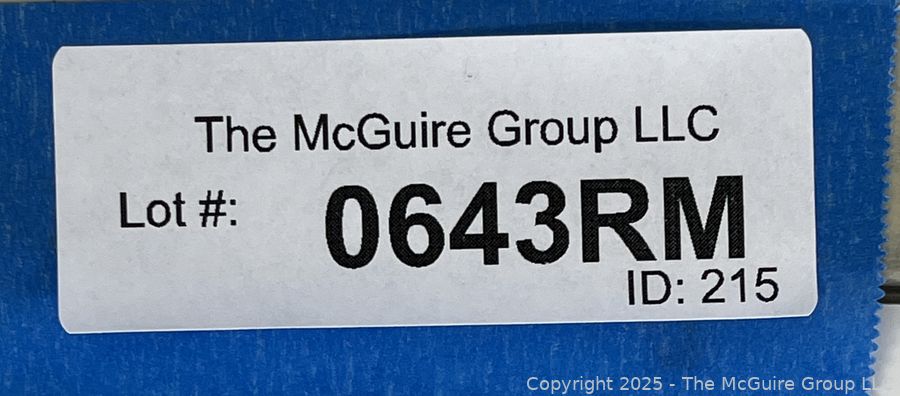 The McGuire Group LLC
Lot #: 0643RM
ID: 215
Copyright 2025 - The McGuire Group LLC